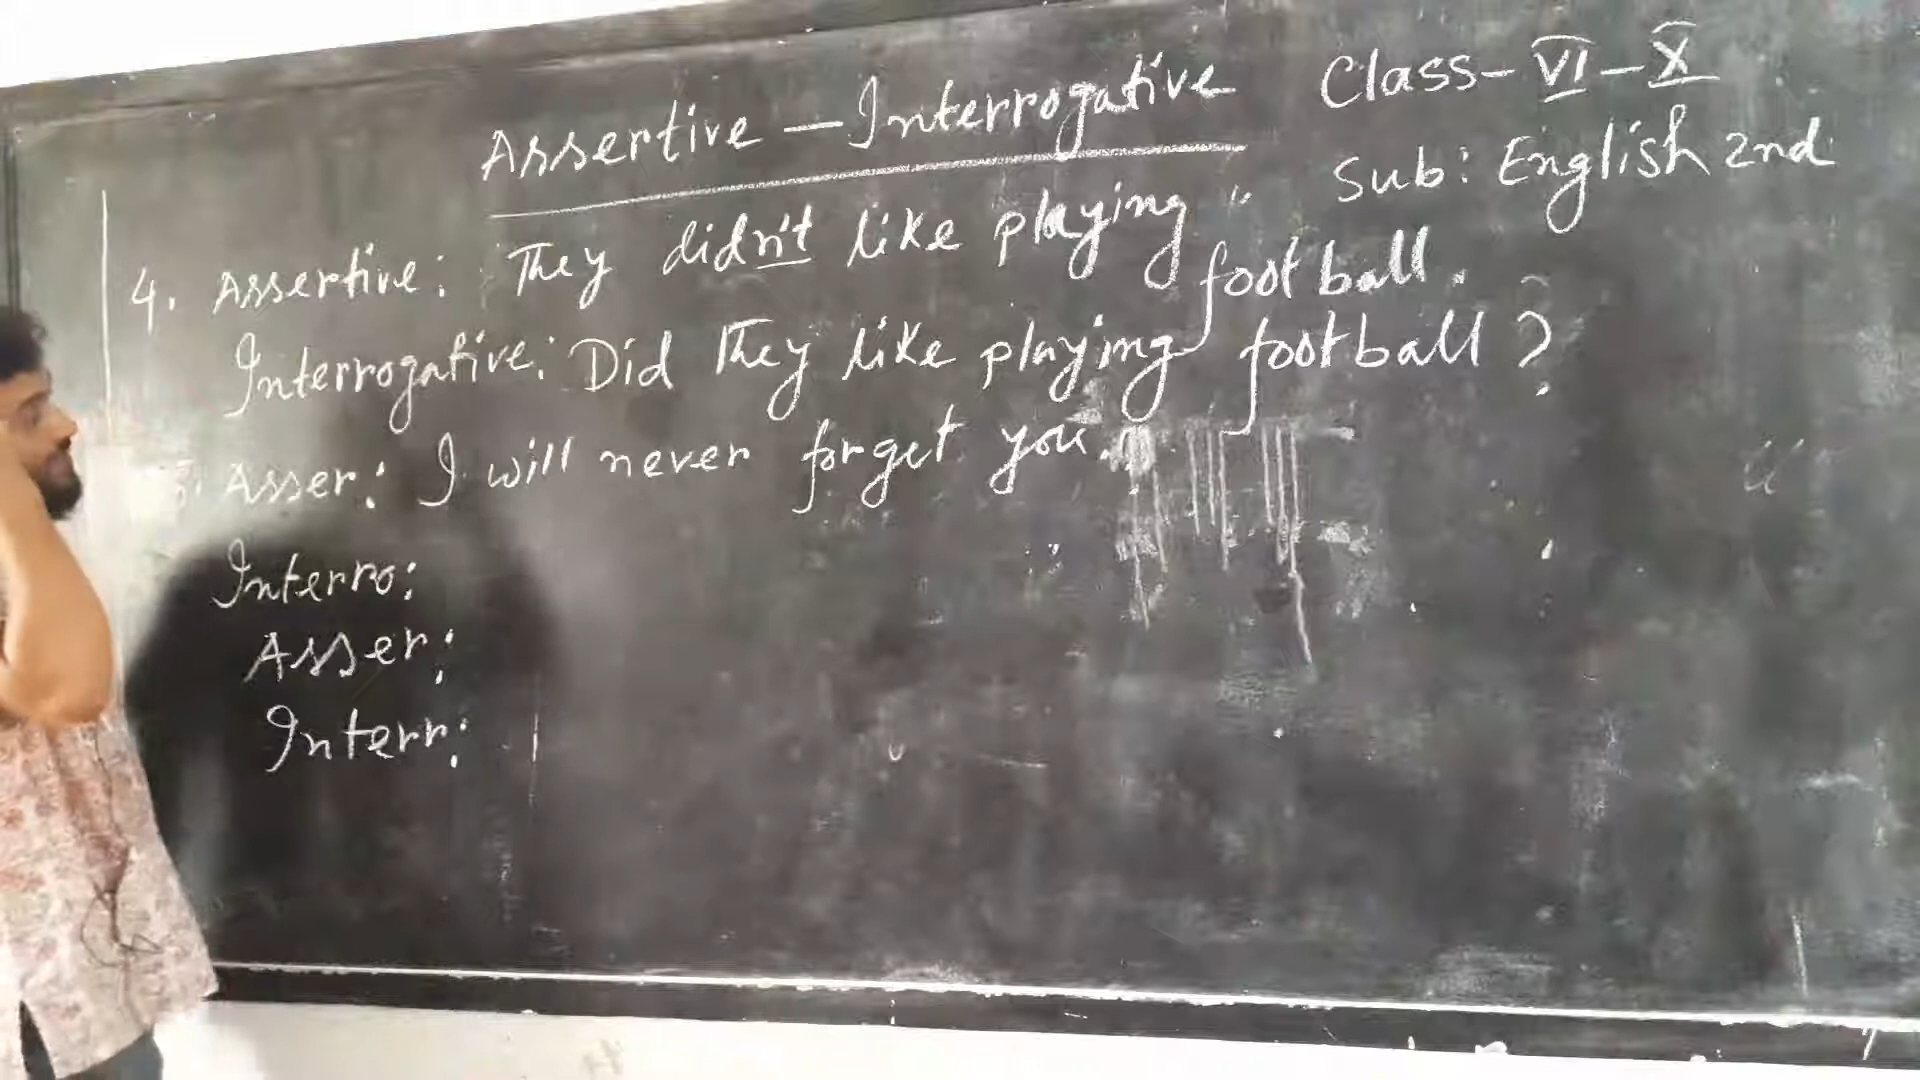 Assertive – Interrogative
Class - VI - X
Sub: English 2nd
4. Assertive: They didn't like playing
football.
Interrogative: Did they like playing football?
5. Asser: I will never forget you.
Interro:
Asser:
Interr: